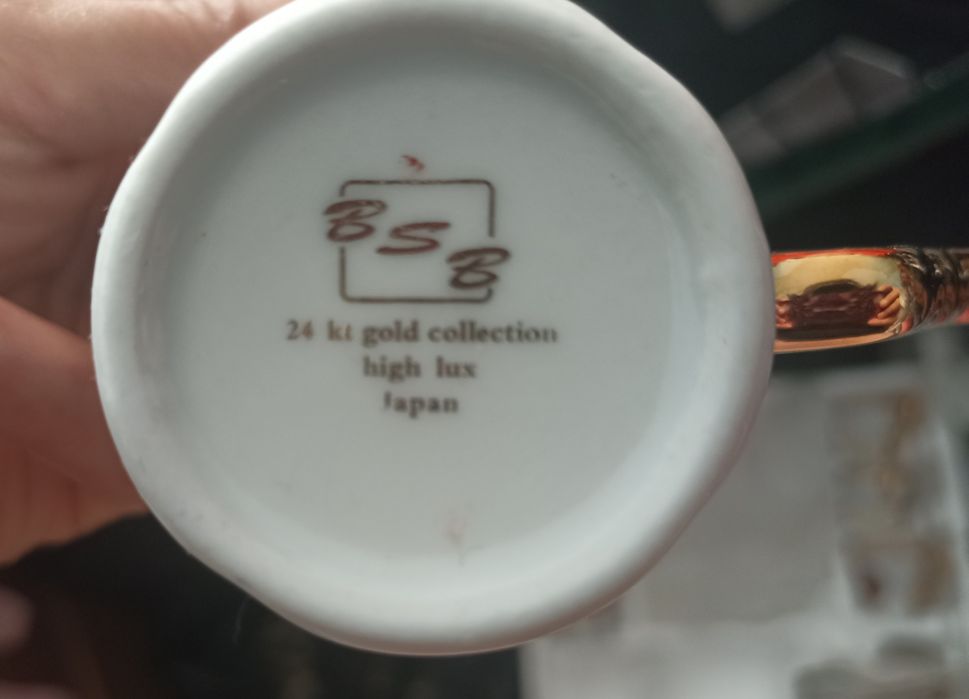 BSB
24 kt gold collection
high lux
Japan